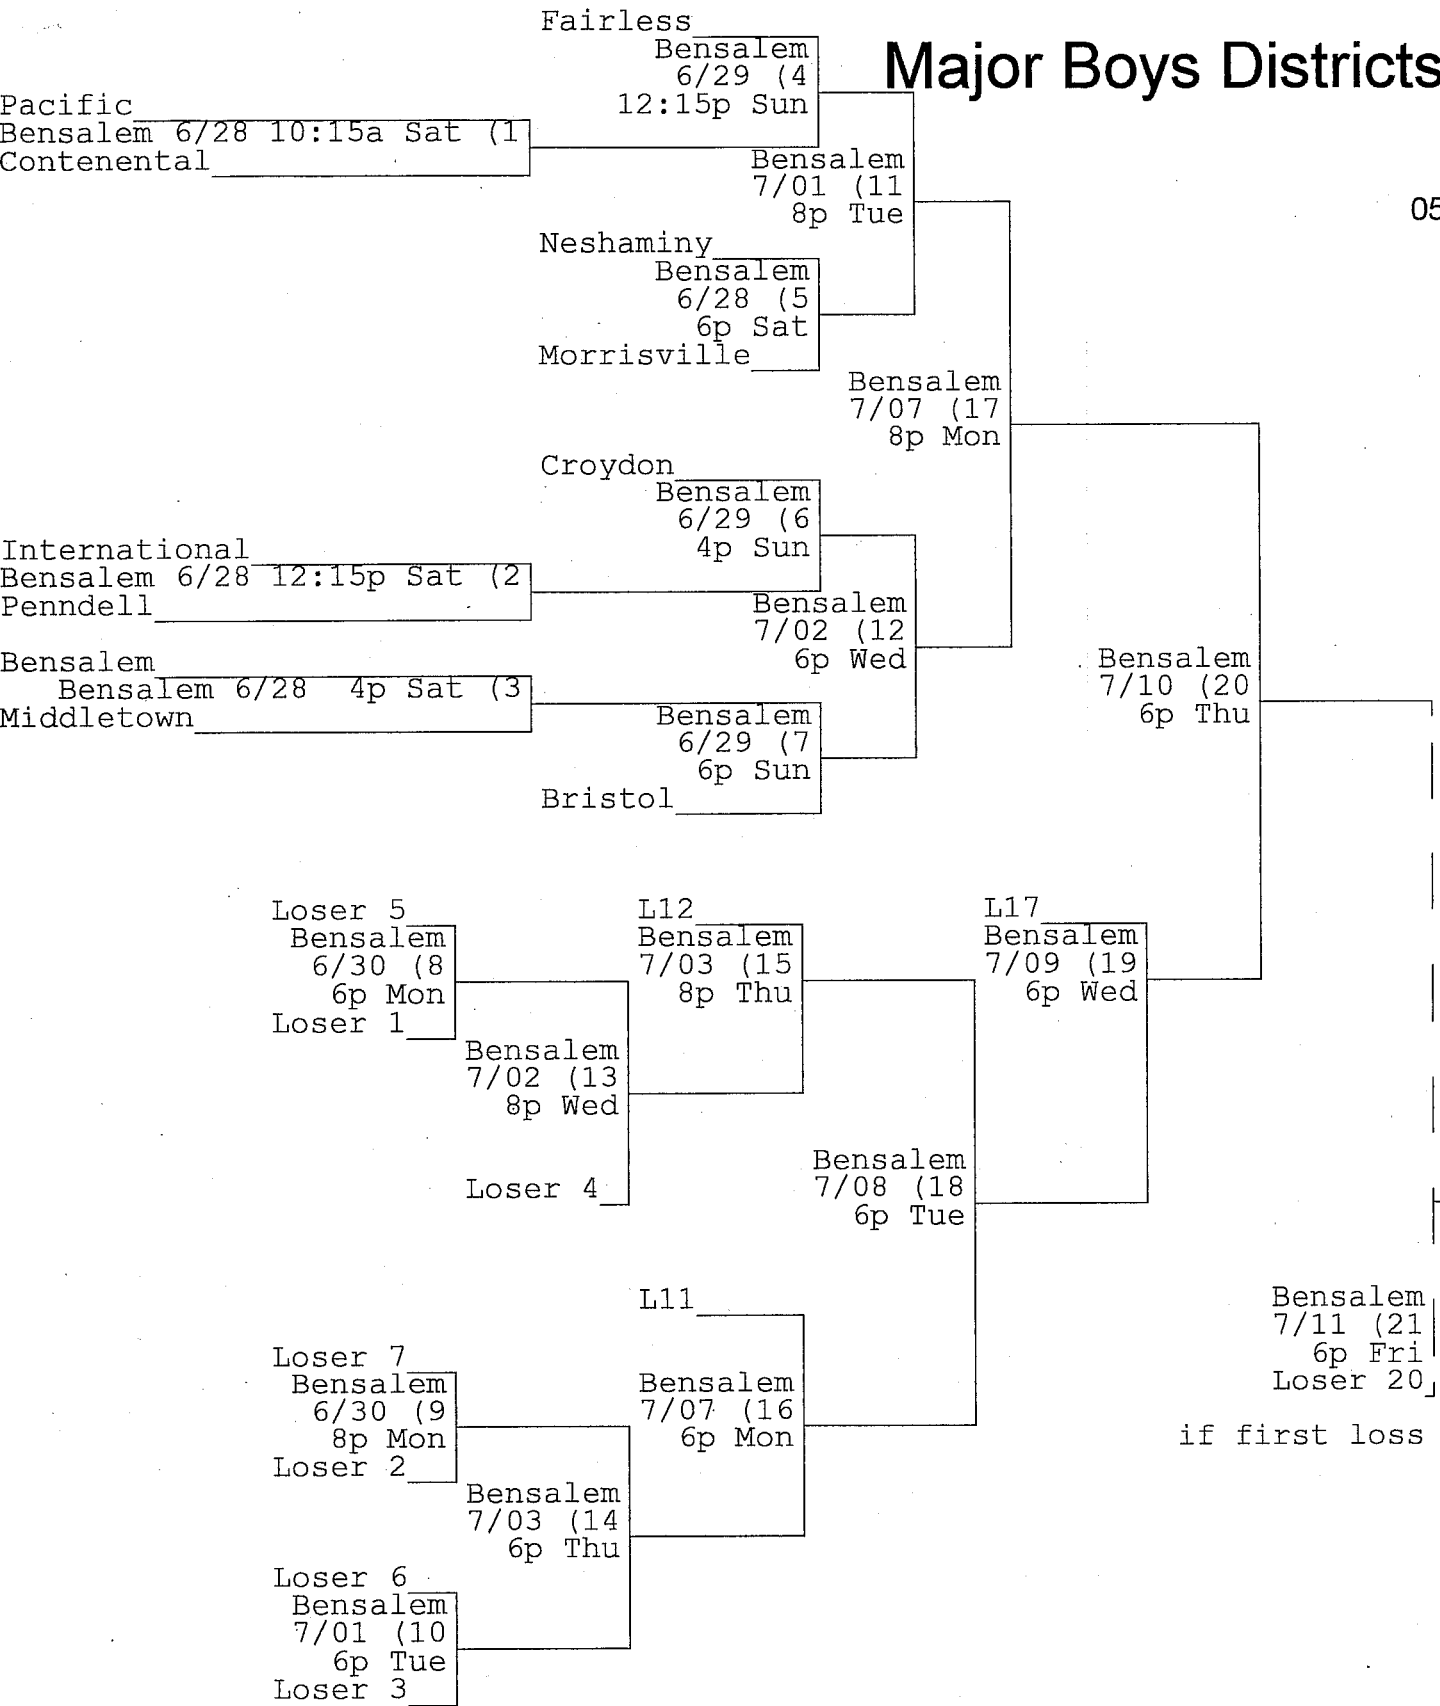 Fairless
Bensalem
6/29 (4
12:15p Sun
Major Boys Districts
Pacific
Bensalem 6/28 10:15a Sat (1
Contenental
Bensalem
7/01 (11
8p Tue
05
Neshaminy
Bensalem
6/28 (5
6p Sat
Morrisville
Bensalem
7/07 (17
8p Mon
Croydon
Bensalem
6/29 (6
4p Sun
International
Bensalem 6/28 12:15p Sat (2
Penndell
Bensalem
7/02 (12
6p Wed
Bensalem
Bensalem 6/28 4p Sat (3
Middletown
Bensalem
6/29 (7
6p Sun
Bristol
Bensalem
7/10 (20
6p Thu
Loser 5
Bensalem
6/30 (8
6p Mon
Loser 1
L12
Bensalem
7/03 (15
8p Thu
L17
Bensalem
7/09 (19
6p Wed
Bensalem
7/02 (13
8p Wed
Loser 4
Bensalem
7/08 (18
6p Tue
L11
Bensalem
7/11 (21
6p Fri
Loser 20
if first loss
Loser 7
Bensalem
6/30 (9
8p Mon
Loser 2
Bensalem
7/07 (16
6p Mon
Bensalem
7/03 (14
6p Thu
Loser 6
Bensalem
7/01 (10
6p Tue
Loser 3